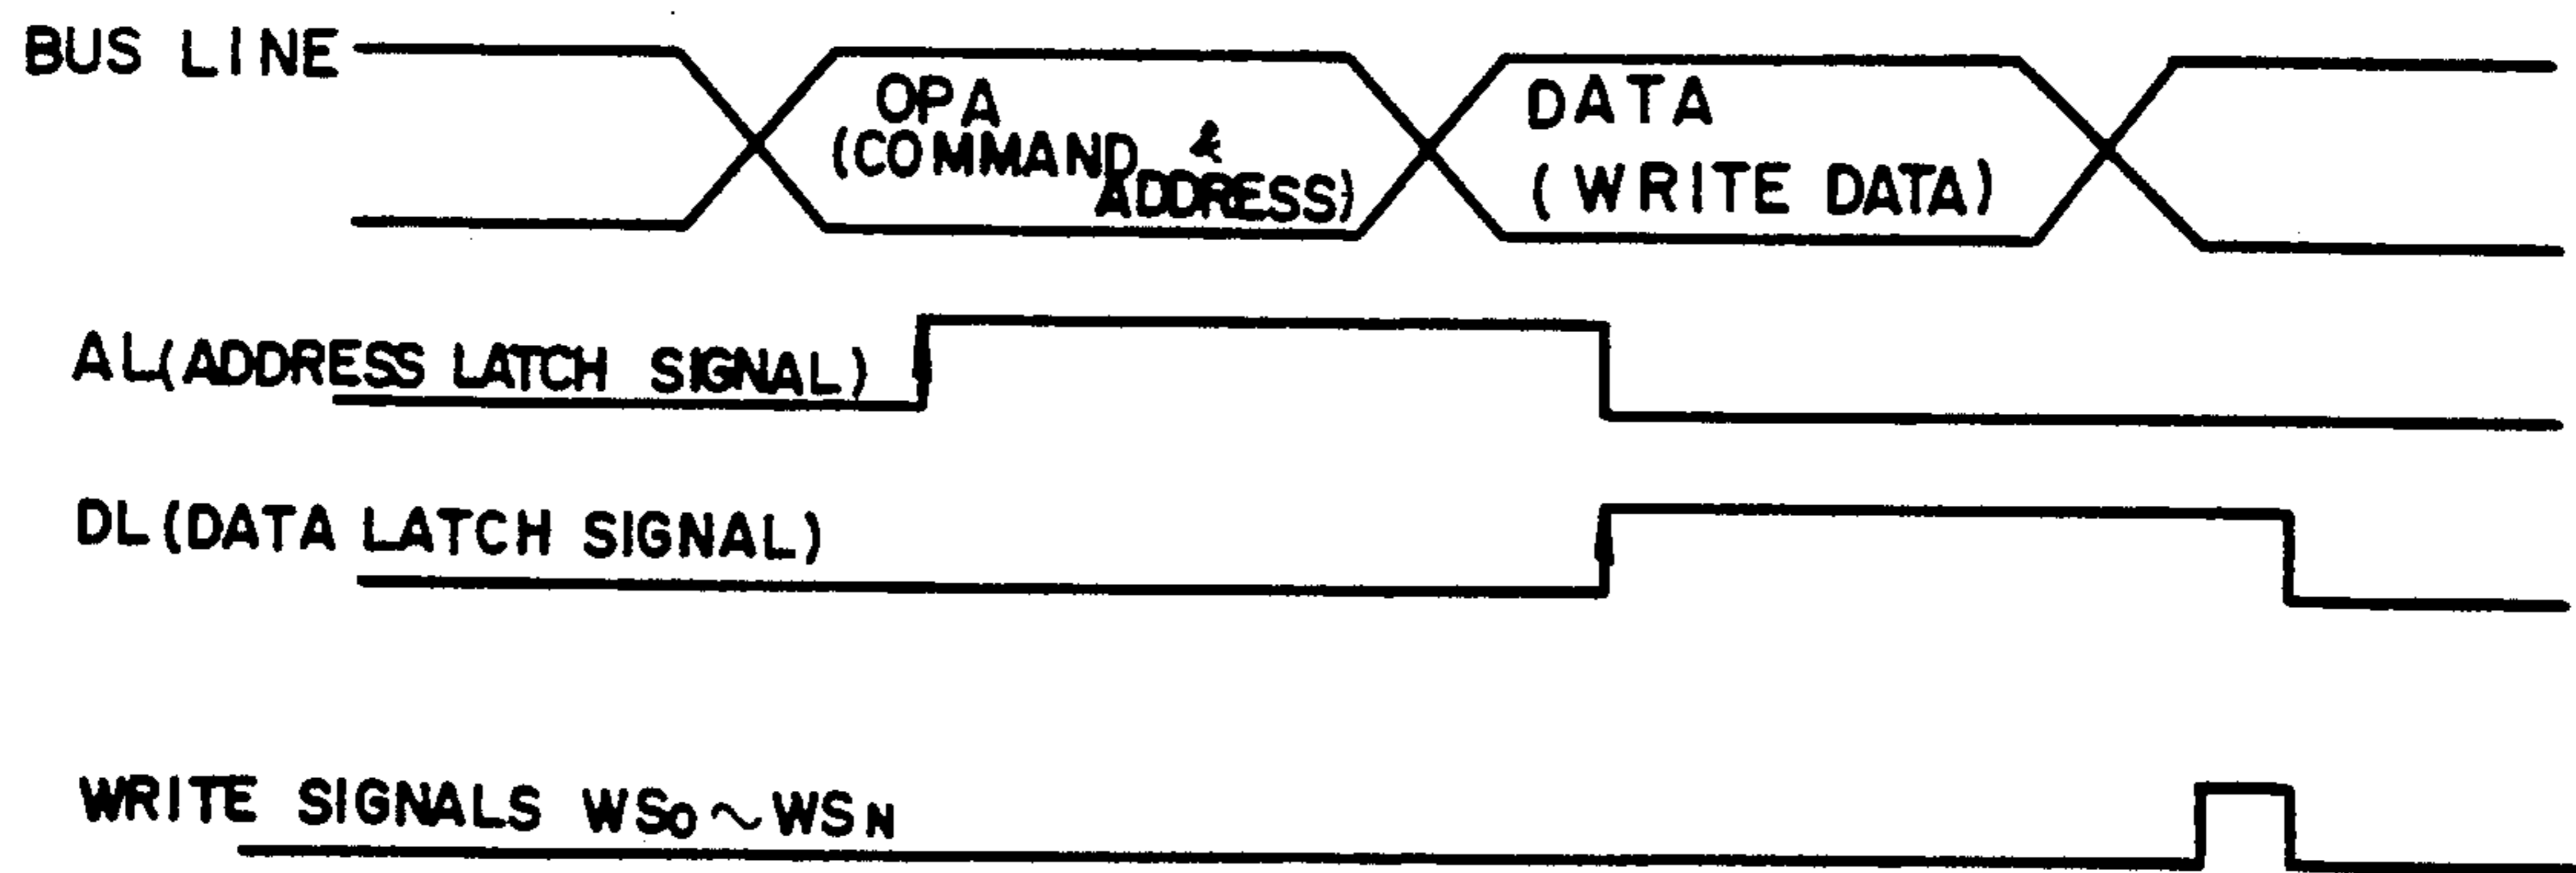 BUS LINE
OPA
(COMMAND &
ADDRESS)
DATA
(WRITE DATA)
AL(ADDRESS LATCH SIGNAL)
DL(DATA LATCH SIGNAL)
WRITE SIGNALS WS0~WSN